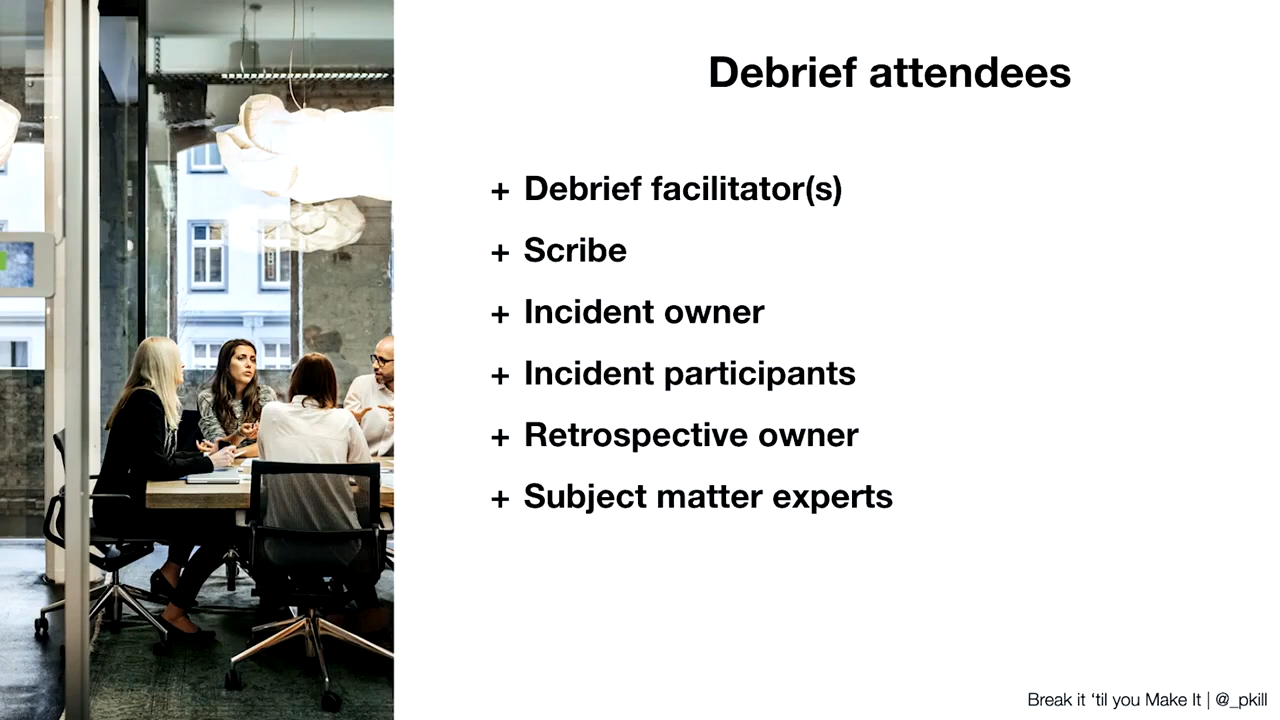 Debrief attendees
+ Debrief facilitator(s)
+ Scribe
+ Incident owner
+ Incident participants
+ Retrospective owner
+ Subject matter experts
Break it ‘til you Make It | @_pkill